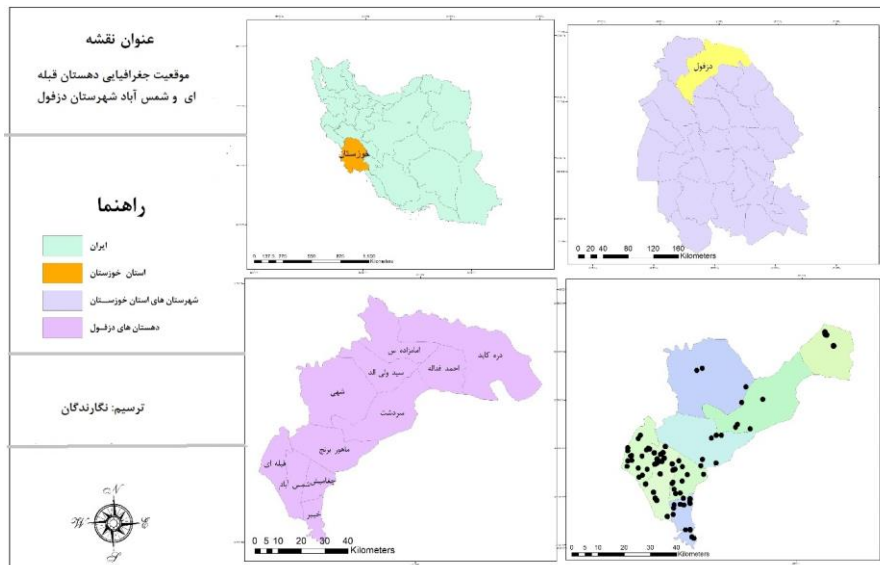 عنوان نقشه
موقعیت جغرافیایی دهستان قبله
ای و شمس آباد شهرستان دزفول
راهنما
ایران
استان خوزستان
شهرستان های استان خوزستان
دهستان های دزفول
ترسیم: نگارندگان
N
W
E
S
خوزستان
Kilometers
دزفول
0 20 40 80 120 160
Kilometers
دره کاید
امامزاده س
سید ولی اله
احمد فداله
شهی
سردشت
ماهور برنج
قبله ای
چغامیش
شمس آباد
خیبر
0 5 10 20 30 40
Kilometers
0 5 10 20 30 40
Kilometers